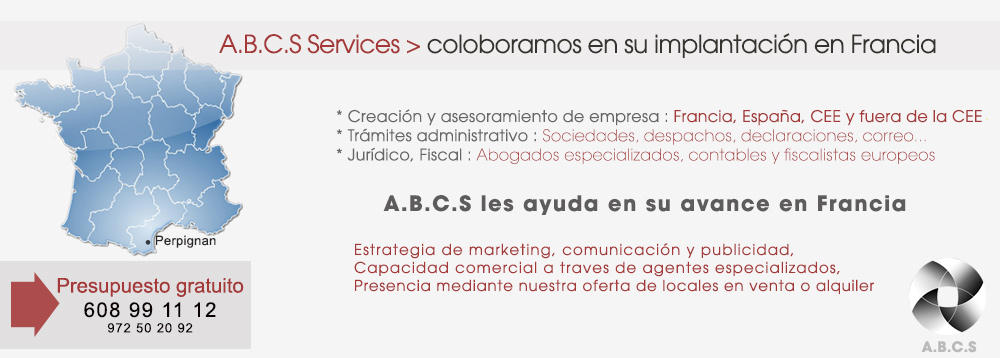 A.B.C.S Services > coloboramos en su implantación en Francia
* Creación y asesoramiento de empresa : Francia, España, CEE y fuera de la CEE
* Trámites administrativo : Sociedades, despachos, declaraciones, correo...
* Jurídico, Fiscal : Abogados especializados, contables y fiscalistas europeos
A.B.C.S les ayuda en su avance en Francia
Perpignan
Estrategia de marketing, comunicación y publicidad,
Capacidad comercial a traves de agentes especializados,
Presencia mediante nuestra oferta de locales en venta o alquiler
Presupuesto gratuito
608 99 11 12
972 50 20 92
A.B.C.S